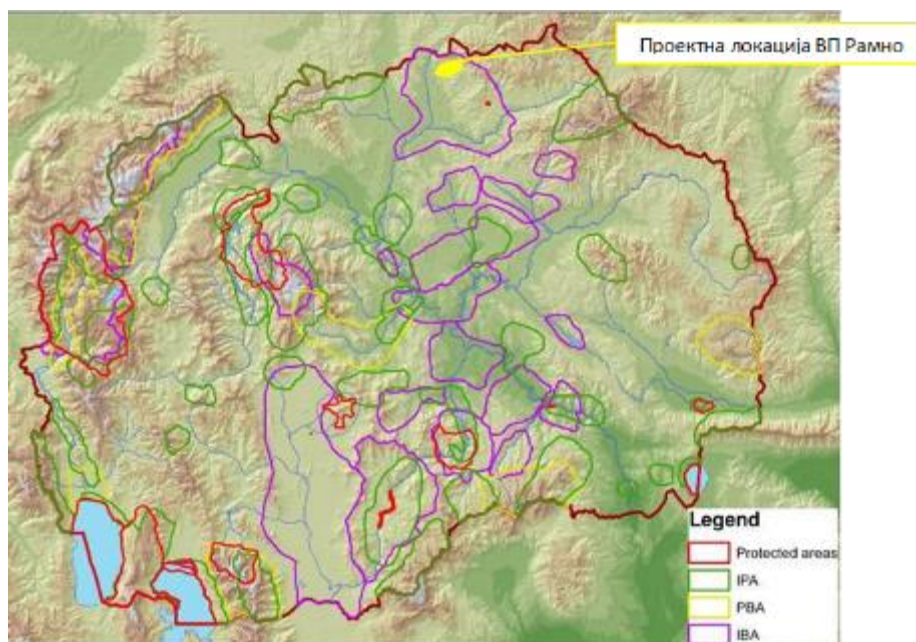 Проектна локација ВП Рамно
Legend
Protected areas
IPA
PBA
IBA